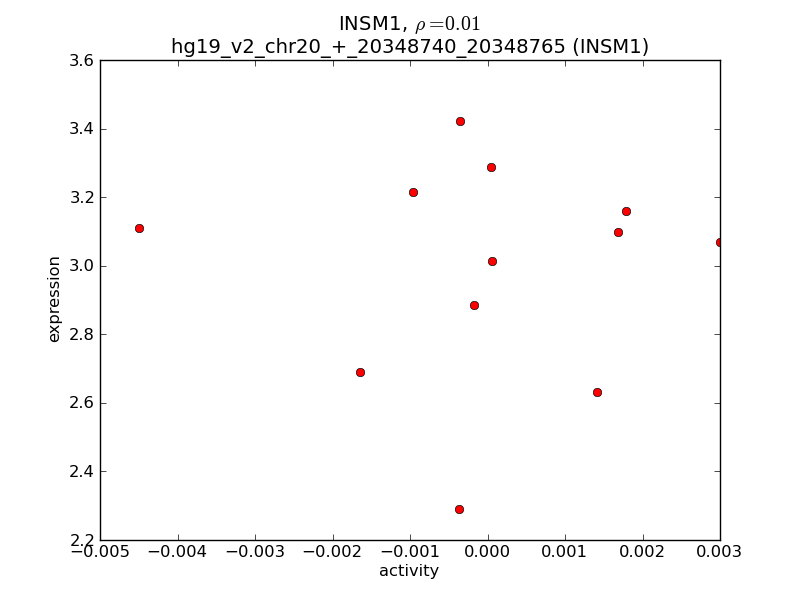 INSM1, ρ=0.01
hg19_v2_chr20_+_20348740_20348765 (INSM1)
3.6
3.4
3.2
3.0
2.8
2.6
2.4
2.2
expression
−0.005 −0.004 −0.003 −0.002 −0.001 0.000 0.001 0.002 0.003
activity